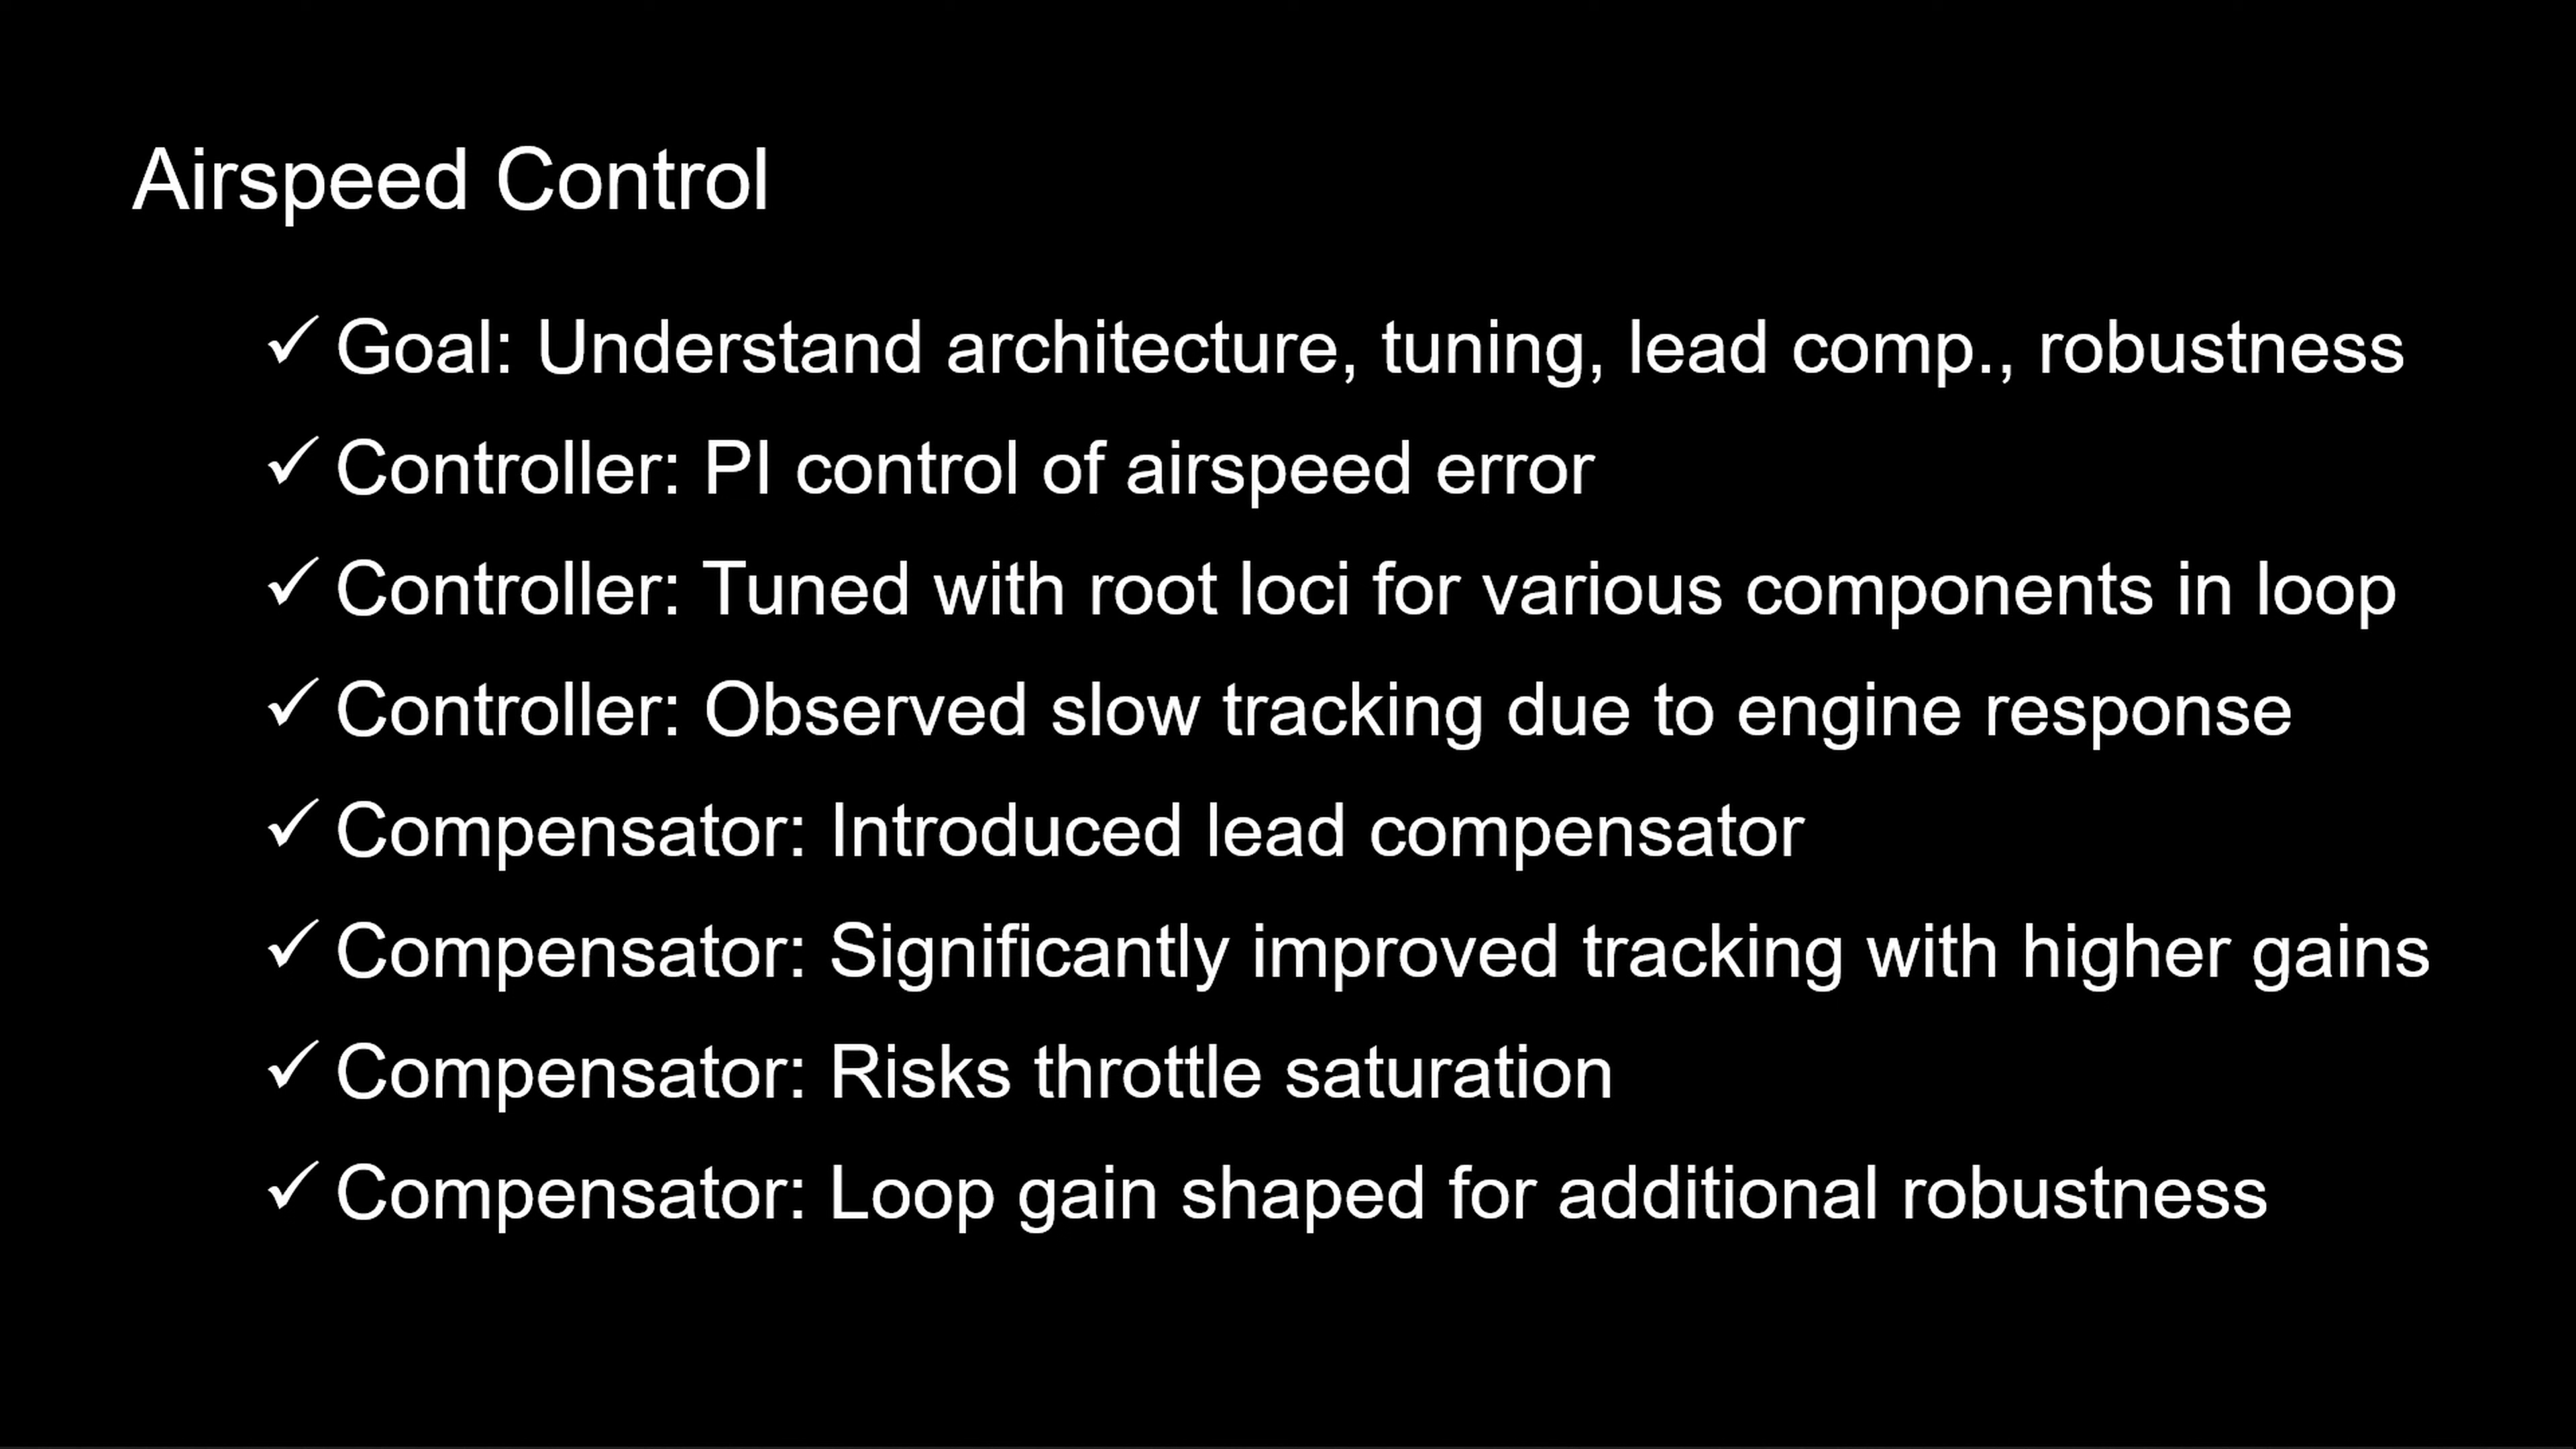 Airspeed Control
✓ Goal: Understand architecture, tuning, lead comp., robustness
✓ Controller: PI control of airspeed error
✓ Controller: Tuned with root loci for various components in loop
✓ Controller: Observed slow tracking due to engine response
✓ Compensator: Introduced lead compensator
✓ Compensator: Significantly improved tracking with higher gains
✓ Compensator: Risks throttle saturation
✓ Compensator: Loop gain shaped for additional robustness